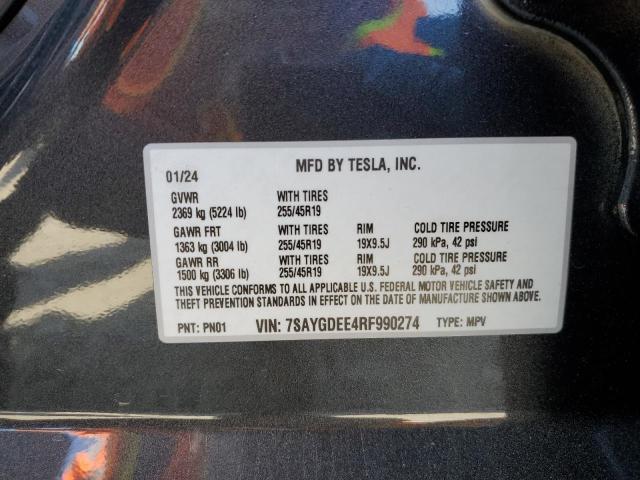 01/24 MFD BY TESLA, INC.
GVWR WITH TIRES
2369 kg (5224 lb) 255/45R19
GAWR FRT WITH TIRES RIM COLD TIRE PRESSURE
1363 kg (3004 lb) 255/45R19 19X9.5J 290 kPa, 42 psi
GAWR RR WITH TIRES RIM COLD TIRE PRESSURE
1500 kg (3306 lb) 255/45R19 19X9.5J 290 kPa, 42 psi
THIS VEHICLE CONFORMS TO ALL APPLICABLE U.S. FEDERAL MOTOR VEHICLE SAFETY AND
THEFT PREVENTION STANDARDS IN EFFECT ON THE DATE OF MANUFACTURE SHOWN ABOVE.
PNT: PN01 VIN: 7SAYGDEE4RF990274 TYPE: MPV